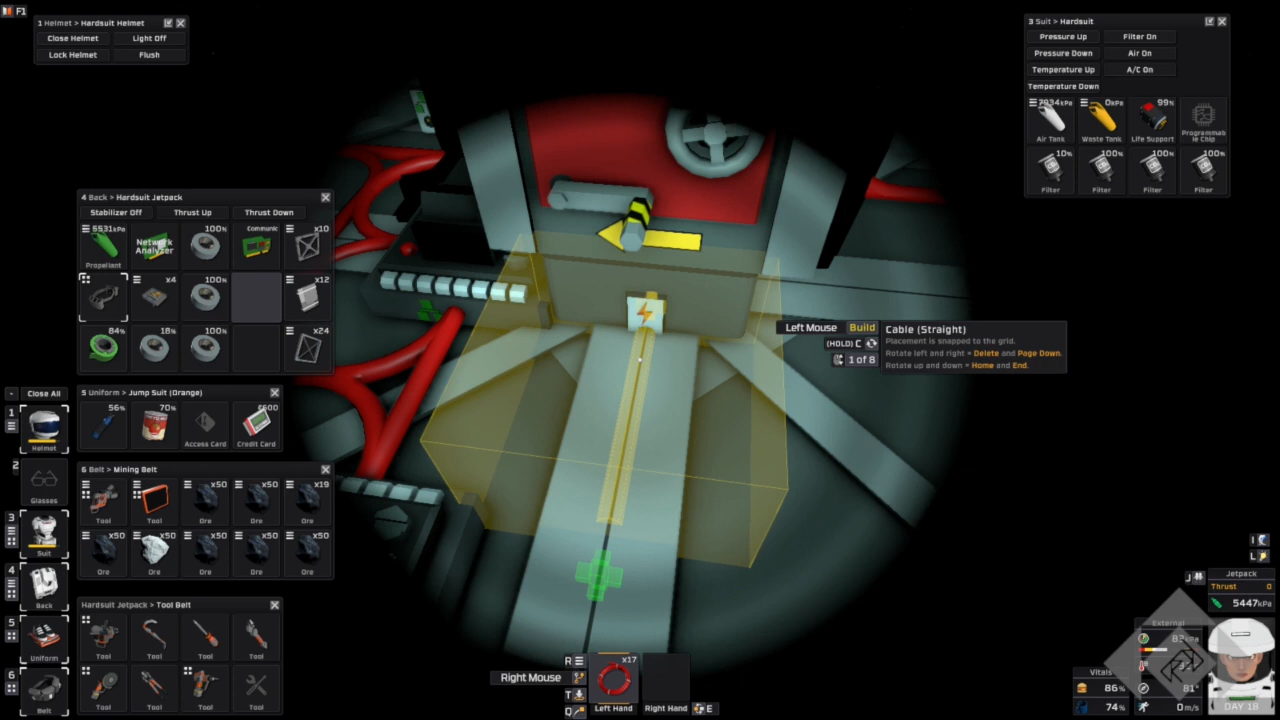 F1
1 Helmet > Hardsuit Helmet
Close Helmet Light Off
Lock Helmet Flush
3 Suit > Hardsuit
Pressure Up Filter On
Pressure Down Air On
Temperature Up A/C On
Temperature Down
7934kPa 0kPa 99%
Air Tank Waste Tank Life Support Programmable Chip
10% 100% 100% 100%
Filter Filter Filter Filter
4 Back > Hardsuit Jetpack
Stabilizer Off Thrust Up Thrust Down
5531kPa Network Analyzer 100% Communic x10
Propellant
x4 100% x12
84% 18% 100% x24
Left Mouse Build
(HOLD) C
1 of 8
Cable (Straight)
Placement is snapped to the grid.
Rotate left and right = Delete and Page Down.
Rotate up and down = Home and End.
Close All
5 Uniform > Jump Suit (Orange)
56% 70% £600
Access Card Credit Card
1
Helmet
2
Glasses
3
Suit
4
Back
5
Uniform
6
Belt
6 Belt > Mining Belt
x50 x50 x19
Tool Tool Ore Ore Ore
x50 x50 x50 x50 x50
Ore Ore Ore Ore Ore
Hardsuit Jetpack > Tool Belt
Tool Tool Tool Tool
Tool Tool Tool Tool
R
Right Mouse
T
Q
x17
Left Hand Right Hand E
I
L
J
Jetpack
Thrust 0
5447kPa
External
81°
Vitals
86%
74% 0m/s
DAY 18